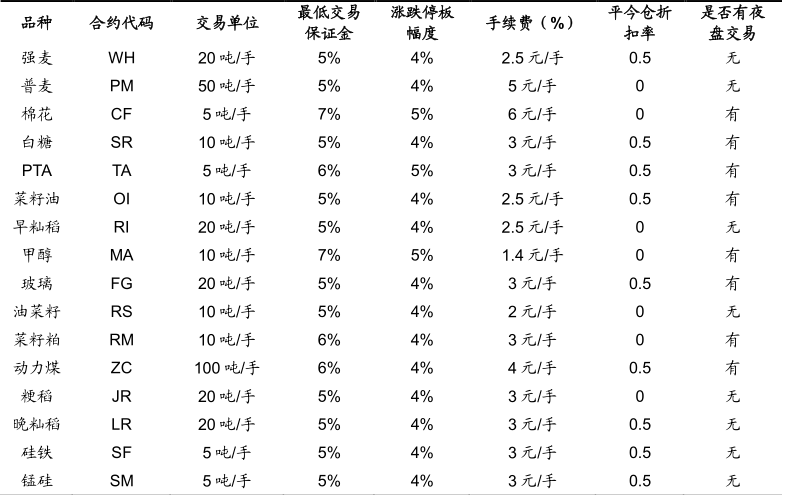 品种 合约代码 交易单位 最低交易保证金 涨跌停板幅度 手续费（%） 平今仓折扣率 是否有夜盘交易
强麦 WH 20 吨/手 5% 4% 2.5 元/手 0.5 无
普麦 PM 50 吨/手 5% 4% 5 元/手 0 无
棉花 CF 5 吨/手 7% 5% 6 元/手 0 有
白糖 SR 10 吨/手 5% 4% 3 元/手 0.5 有
PTA TA 5 吨/手 6% 5% 3 元/手 0.5 有
菜籽油 OI 10 吨/手 5% 4% 2.5 元/手 0.5 有
早籼稻 RI 20 吨/手 5% 4% 2.5 元/手 0 无
甲醇 MA 10 吨/手 7% 5% 1.4 元/手 0 有
玻璃 FG 20 吨/手 5% 4% 3 元/手 0.5 有
油菜籽 RS 10 吨/手 5% 4% 2 元/手 0 无
菜籽粕 RM 10 吨/手 6% 4% 3 元/手 0 有
动力煤 ZC 100 吨/手 6% 4% 4 元/手 0.5 有
粳稻 JR 20 吨/手 5% 4% 3 元/手 0 无
晚籼稻 LR 20 吨/手 5% 4% 3 元/手 0.5 无
硅铁 SF 5 吨/手 5% 4% 3 元/手 0.5 无
锰硅 SM 5 吨/手 5% 4% 3 元/手 0.5 无